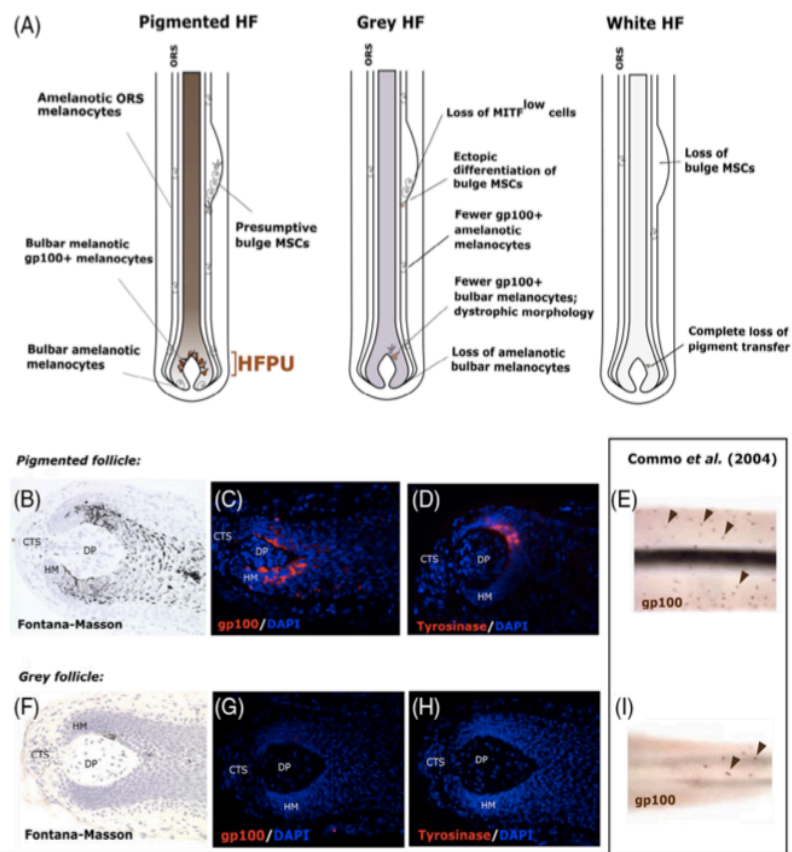 (A)
Pigmented HF
Grey HF
White HF
ORS
ORS
ORS
Amelanotic ORS
melanocytes
Presumptive
bulge MSCs
Bulbar melanotic
gp100+ melanocytes
Bulbar amelanotic
melanocytes
]HFPU
Loss of MITFlow cells
Ectopic
differentiation of
bulge MSCs
Fewer gp100+
amelanotic
melanocytes
Fewer gp100+
bulbar melanocytes;
dystrophic morphology
Loss of amelanotic
bulbar melanocytes
Loss of
bulge MSCs
Complete loss of
pigment transfer
Pigmented follicle:
Commo et al. (2004)
(B)
CTS
DP
HM
Fontana-Masson
(C)
CTS
DP
HM
gp100/DAPI
(D)
CTS
DP
HM
Tyrosinase/DAPI
(E)
gp100
Grey follicle:
(F)
HM
CTS
DP
Fontana-Masson
(G)
CTS
DP
HM
gp100/DAPI
(H)
CTS
DP
HM
Tyrosinase/DAPI
(I)
gp100